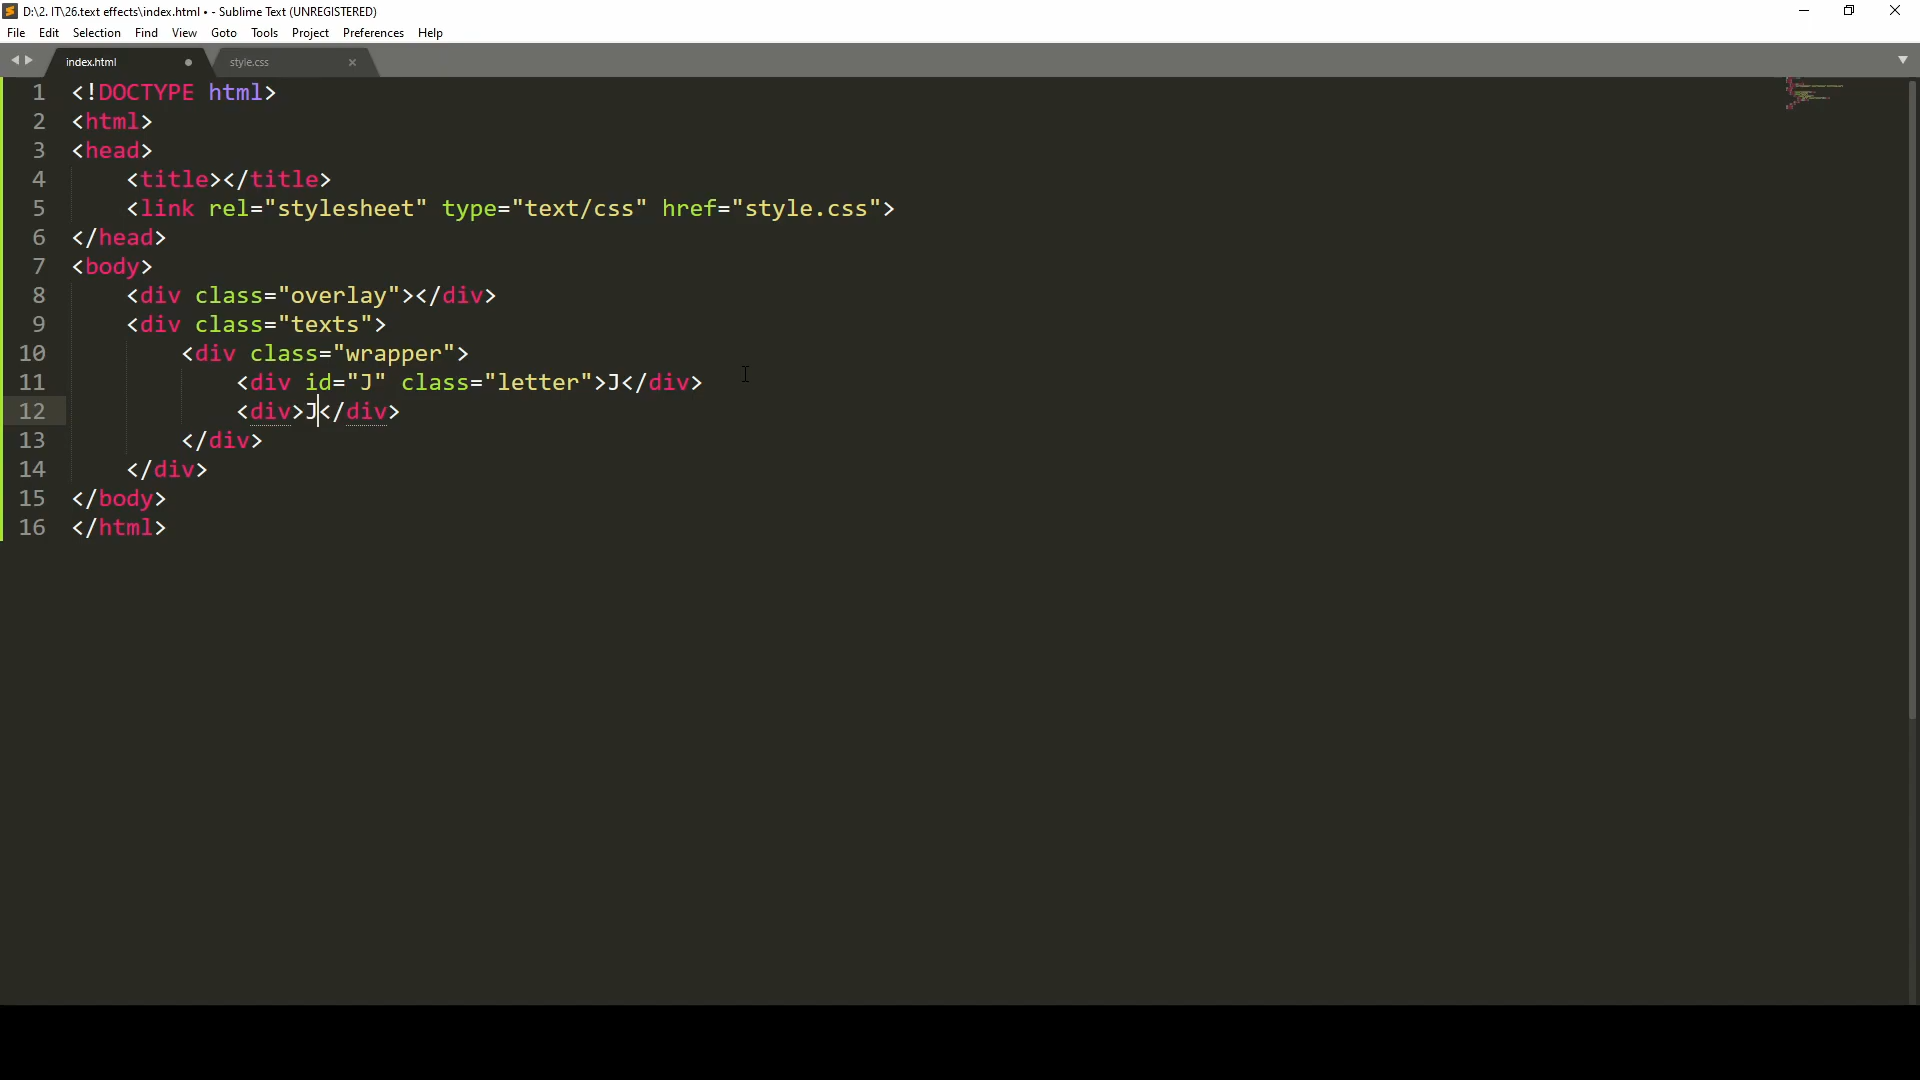 D:\2. IT\26.text effects\index.html • - Sublime Text (UNREGISTERED)
File Edit Selection Find View Goto Tools Project Preferences Help
index.html style.css
1 <!DOCTYPE html>
2 <html>
3 <head>
4 <title></title>
5 <link rel="stylesheet" type="text/css" href="style.css">
6 </head>
7 <body>
8 <div class="overlay"></div>
9 <div class="texts">
10 <div class="wrapper">
11 <div id="J" class="letter">J</div>
12 <div>J</div>
13 </div>
14 </div>
15 </body>
16 </html>